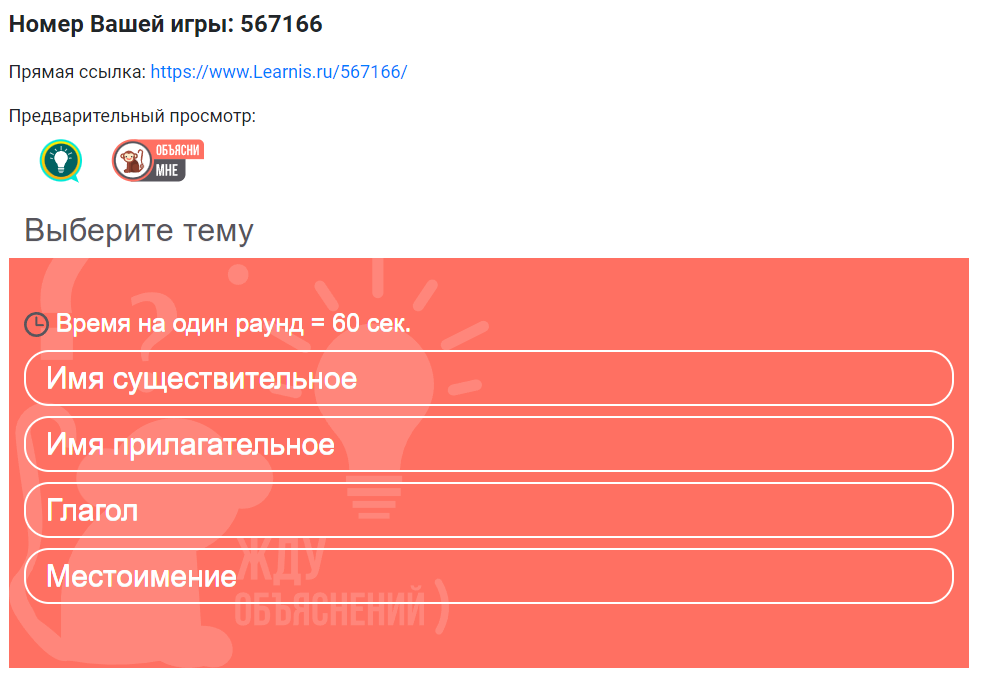 Номер Вашей игры: 567166
Прямая ссылка: https://www.Learnis.ru/567166/
Предварительный просмотр:
ОБЪЯСНИ
МНЕ
Выберите тему
Время на один раунд = 60 сек.
Имя существительное
Имя прилагательное
Глагол
Местоимение
ЖДУ
ОБЪЯСНЕНИЙ )